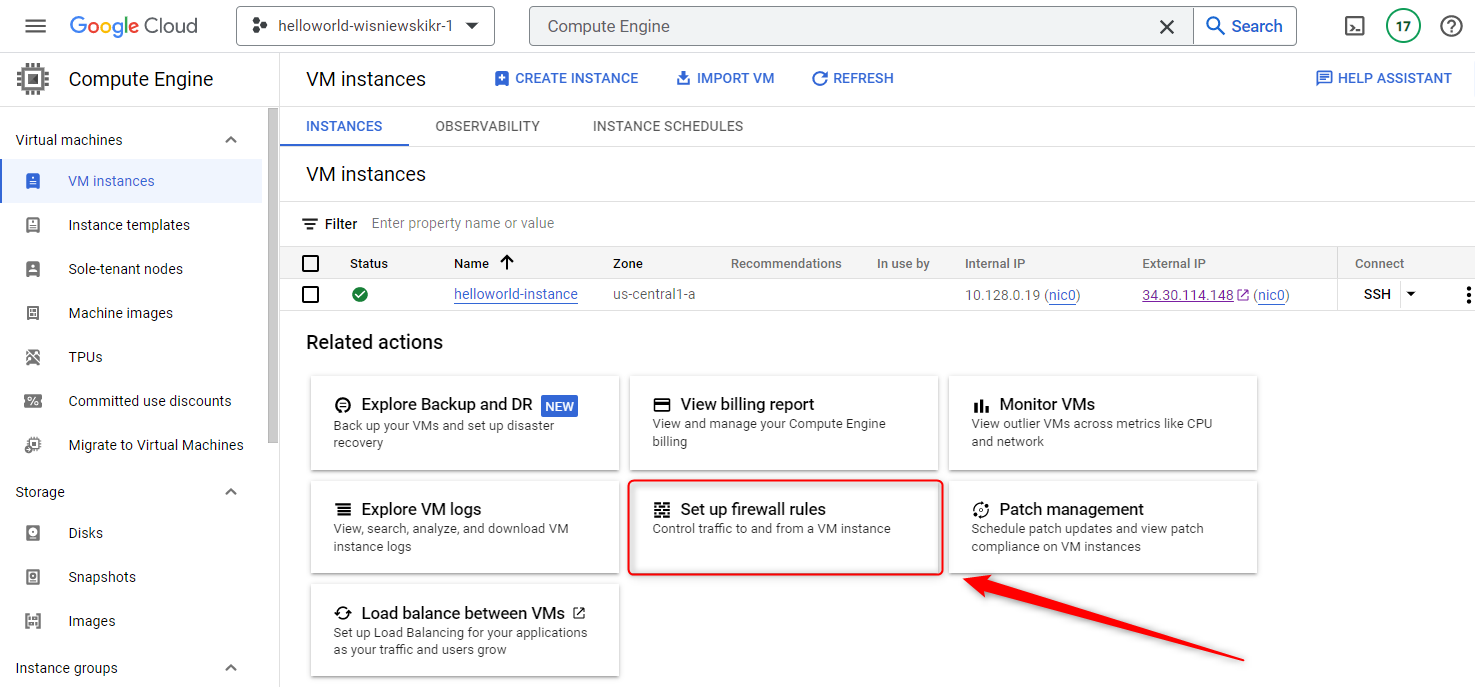 Google Cloud
helloworld-wisniewskikr-1
Compute Engine
Search
17
Compute Engine
VM instances
CREATE INSTANCE
IMPORT VM
REFRESH
HELP ASSISTANT
Virtual machines
VM instances
Instance templates
Sole-tenant nodes
Machine images
TPUs
Committed use discounts
Migrate to Virtual Machines
Storage
Disks
Snapshots
Images
Instance groups
INSTANCES
OBSERVABILITY
INSTANCE SCHEDULES
VM instances
Filter Enter property name or value
Status Name Zone Recommendations In use by Internal IP External IP Connect
helloworld-instance us-central1-a 10.128.0.19 (nic0) 34.30.114.148 (nic0) SSH
Related actions
Explore Backup and DR NEW
Back up your VMs and set up disaster
recovery
View billing report
View and manage your Compute Engine
billing
Monitor VMs
View outlier VMs across metrics like CPU
and network
Explore VM logs
View, search, analyze, and download VM
instance logs
Set up firewall rules
Control traffic to and from a VM instance
Patch management
Schedule patch updates and view patch
compliance on VM instances
Load balance between VMs
Set up Load Balancing for your applications
as your traffic and users grow